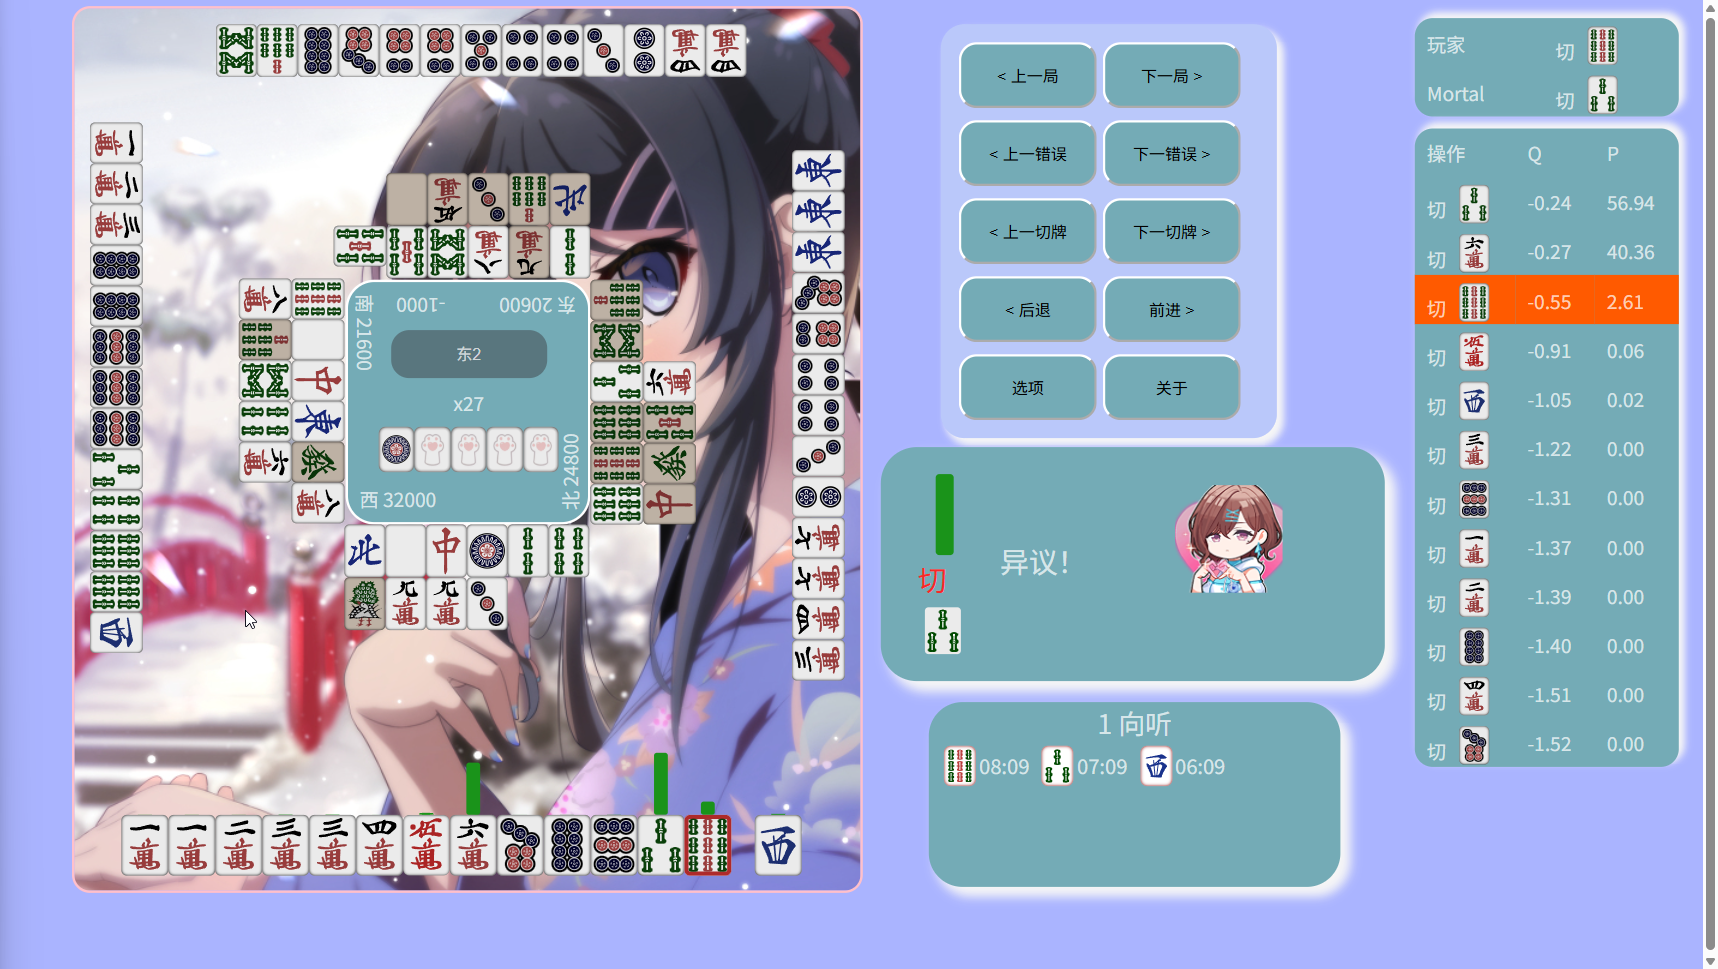 < 上一局
下一局 >
< 上一错误
下一错误 >
< 上一切牌
下一切牌 >
< 后退
前进 >
选项
关于
玩家
切
Mortal
切
操作 Q P
切 -0.24 56.94
切 -0.27 40.36
切 -0.55 2.61
切 -0.91 0.06
切 -1.05 0.02
切 -1.22 0.00
切 -1.31 0.00
切 -1.37 0.00
切 -1.39 0.00
切 -1.40 0.00
切 -1.51 0.00
切 -1.52 0.00
南 21600
-1000
东 20600
东2
x27
西 32000
北 24800
切
异议!
1 向听
08:09
07:09
06:09